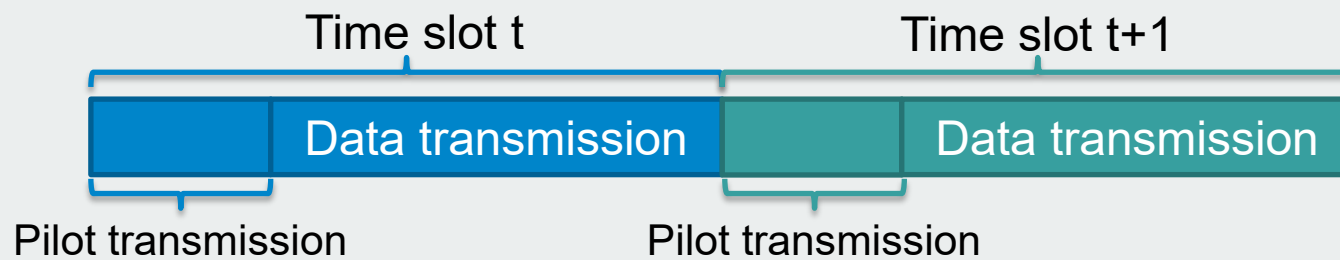 Time slot t
Time slot t+1
Data transmission
Data transmission
Pilot transmission
Pilot transmission